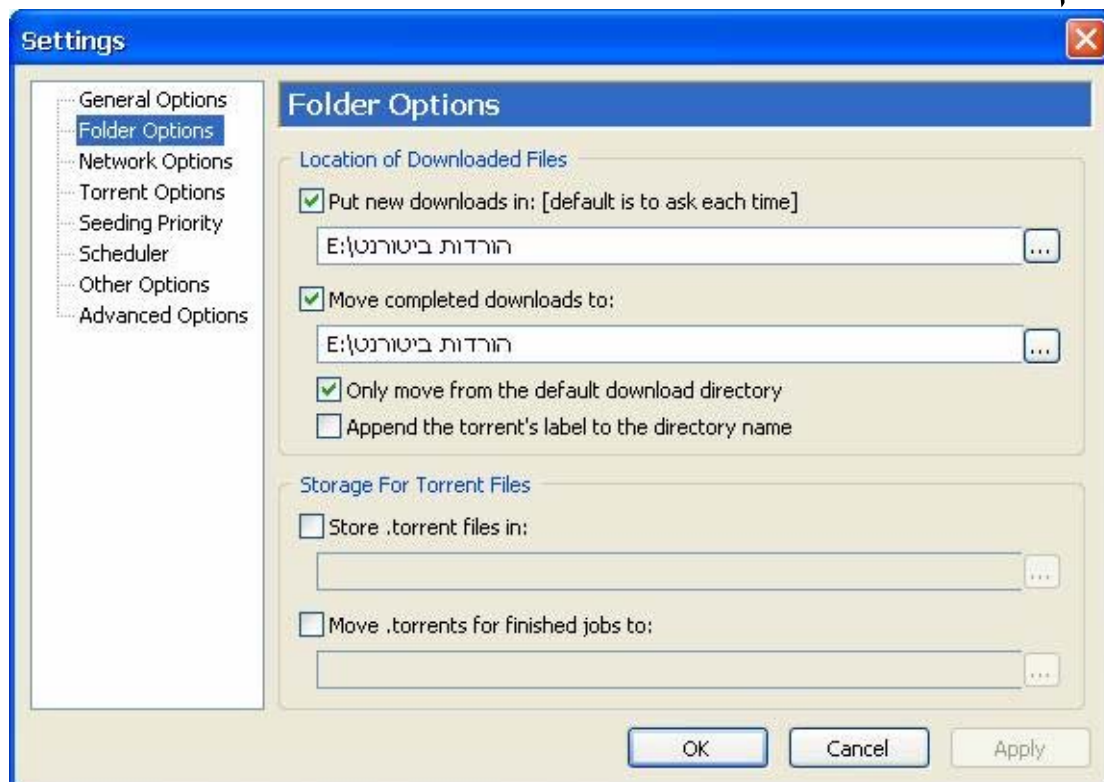 Settings
General Options
Folder Options
Network Options
Torrent Options
Seeding Priority
Scheduler
Other Options
Advanced Options
Folder Options
Location of Downloaded Files
Put new downloads in: [default is to ask each time]
E:\הורדות ביטורנט
...
Move completed downloads to:
E:\הורדות ביטורנט
...
Only move from the default download directory
Append the torrent's label to the directory name
Storage For Torrent Files
Store .torrent files in:
...
Move .torrents for finished jobs to:
...
OK
Cancel
Apply